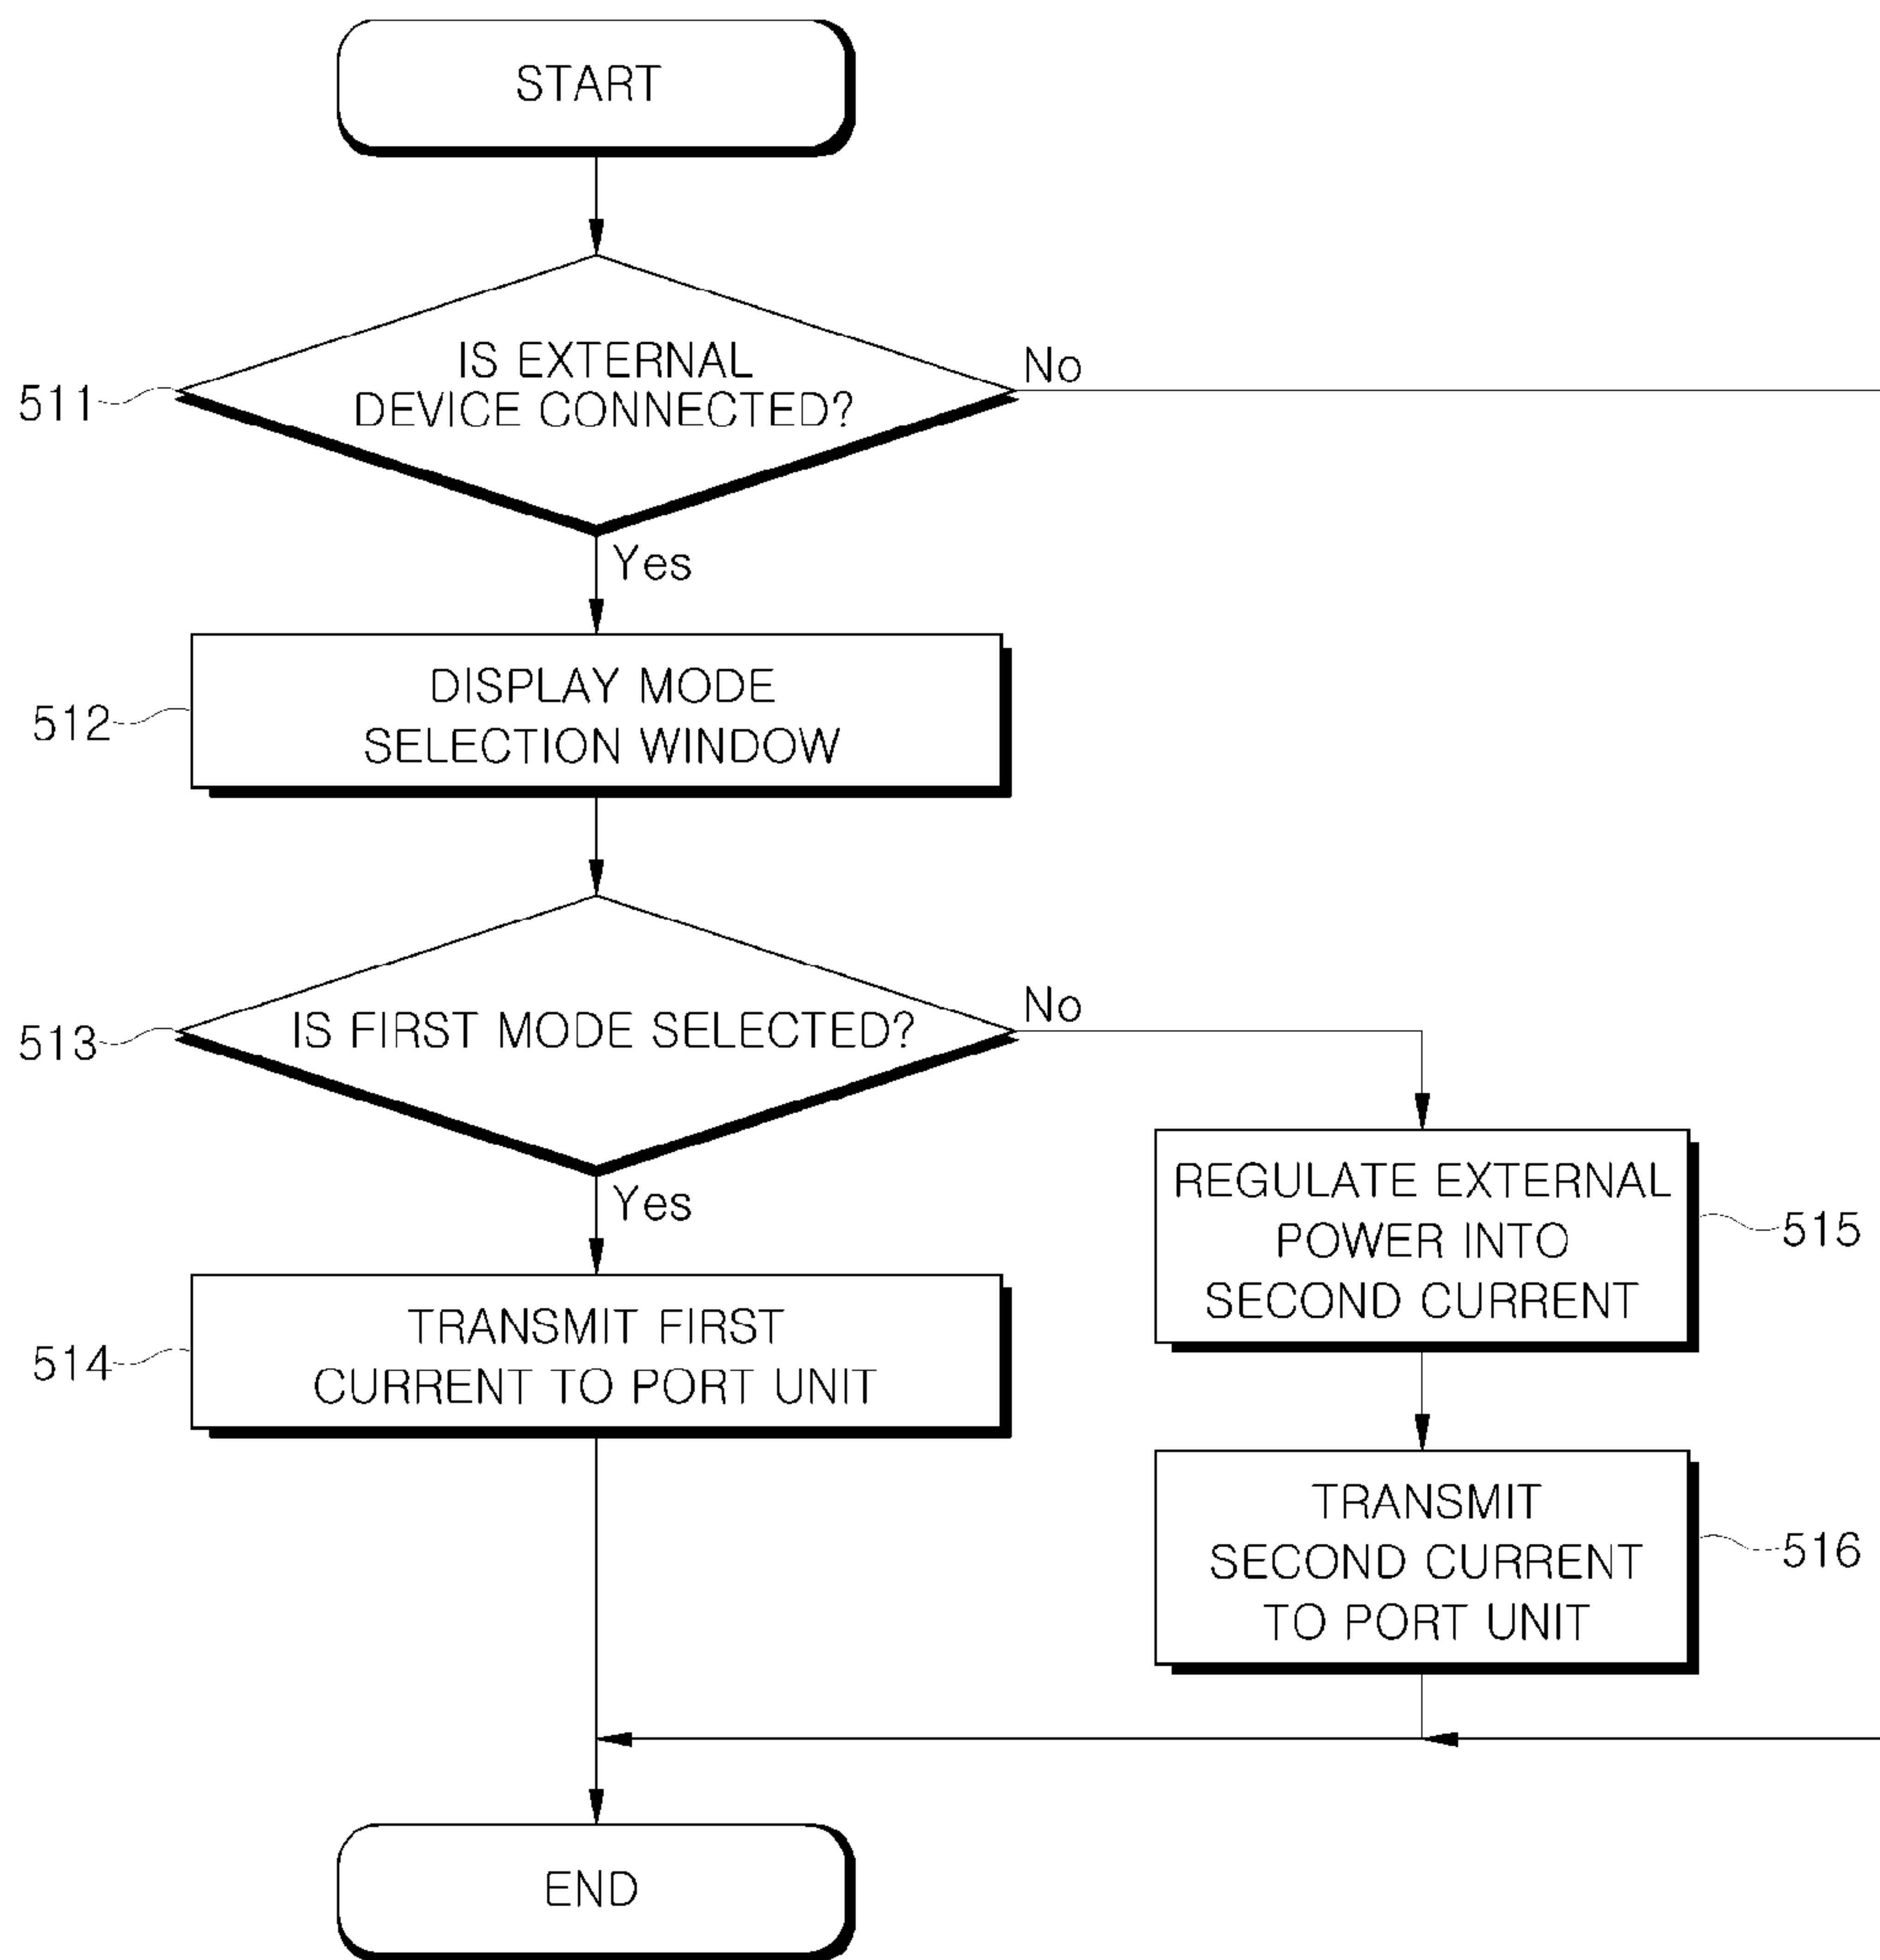 START
511
IS EXTERNAL
DEVICE CONNECTED?
No
Yes
512
DISPLAY MODE
SELECTION WINDOW
513
IS FIRST MODE SELECTED?
No
Yes
514
TRANSMIT FIRST
CURRENT TO PORT UNIT
REGULATE EXTERNAL
POWER INTO
SECOND CURRENT
515
TRANSMIT
SECOND CURRENT
TO PORT UNIT
516
END